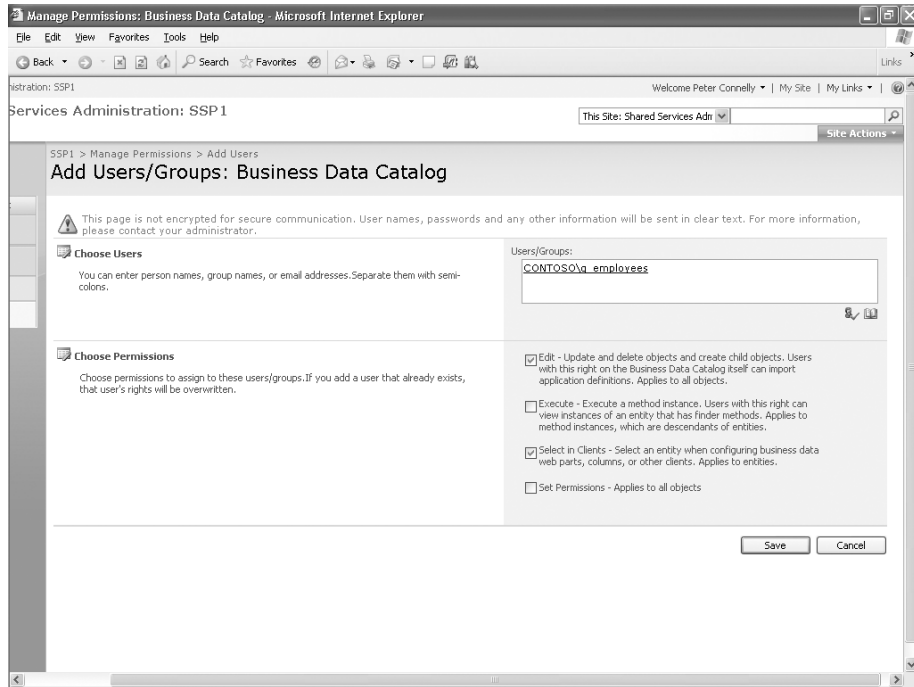 Manage Permissions: Business Data Catalog - Microsoft Internet Explorer
File Edit View Favorites Tools Help
Back Search Favorites Links
histration: SSP1 Welcome Peter Connelly | My Site | My Links
Services Administration: SSP1
This Site: Shared Services Adm
Site Actions
SSP1 > Manage Permissions > Add Users
Add Users/Groups: Business Data Catalog
This page is not encrypted for secure communication. User names, passwords and any other information will be sent in clear text. For more information,
please contact your administrator.
Choose Users
You can enter person names, group names, or email addresses.Separate them with semi-
colons.
Users/Groups:
CONTOSO\g_employees
Choose Permissions
Choose permissions to assign to these users/groups.If you add a user that already exists,
that user's rights will be overwritten.
Edit - Update and delete objects and create child objects. Users
with this right on the Business Data Catalog itself can import
application definitions. Applies to all objects.
Execute - Execute a method instance. Users with this right can
view instances of an entity that has finder methods. Applies to
method instances, which are descendants of entities.
Select in Clients - Select an entity when configuring business data
web parts, columns, or other clients. Applies to entities.
Set Permissions - Applies to all objects
Save Cancel